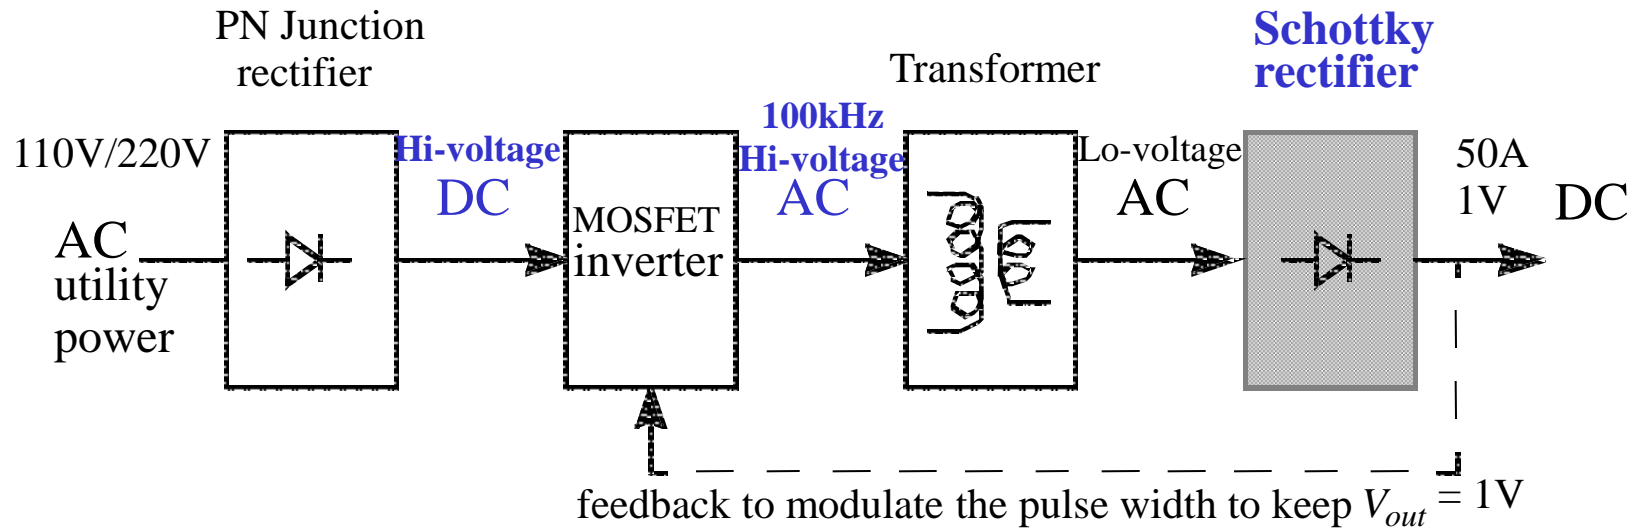 PN Junction
rectifier
Transformer
Schottky
rectifier
110V/220V
AC
utility
power
Hi-voltage
DC
MOSFET
inverter
100kHz
Hi-voltage
AC
Lo-voltage
AC
50A
1V
DC
feedback to modulate the pulse width to keep Vout = 1V